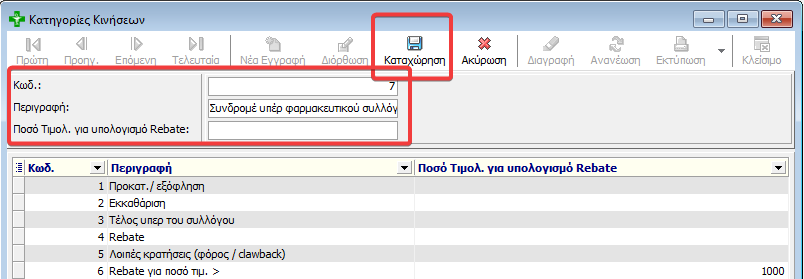 Κατηγορίες Κινήσεων
Πρώτη Προηγ. Επόμενη Τελευταία Νέα Εγγραφή Διόρθωση Καταχώρηση Ακύρωση Διαγραφή Ανανέωση Εκτύπωση Κλείσιμο
Κωδ.: 7
Περιγραφή: Συνδρομέ υπέρ φαρμακευτικού συλλόγ
Ποσό Τιμολ. για υπολογισμό Rebate:
Κωδ. Περιγραφή Ποσό Τιμολ. για υπολογισμό Rebate
1 Προκατ./ εξόφληση
2 Εκκαθάριση
3 Τέλος υπερ του συλλόγου
4 Rebate
5 Λοιπές κρατήσεις (φόρος / clawback)
6 Rebate για ποσό τιμ. > 1000